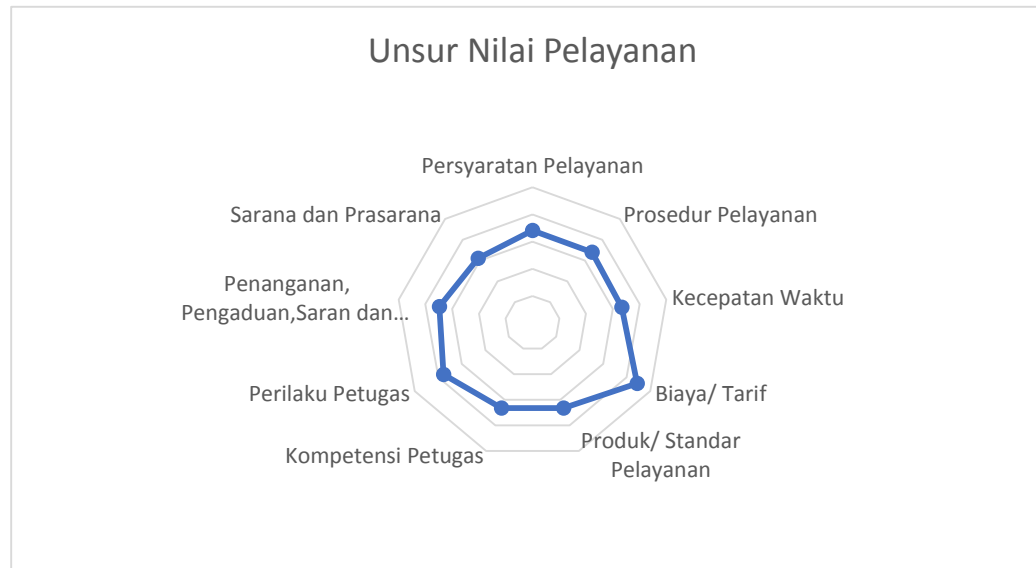 Unsur Nilai Pelayanan
Persyaratan Pelayanan
Prosedur Pelayanan
Kecepatan Waktu
Biaya/ Tarif
Produk/ Standar
Pelayanan
Kompetensi Petugas
Perilaku Petugas
Penanganan,
Pengaduan,Saran dan...
Sarana dan Prasarana